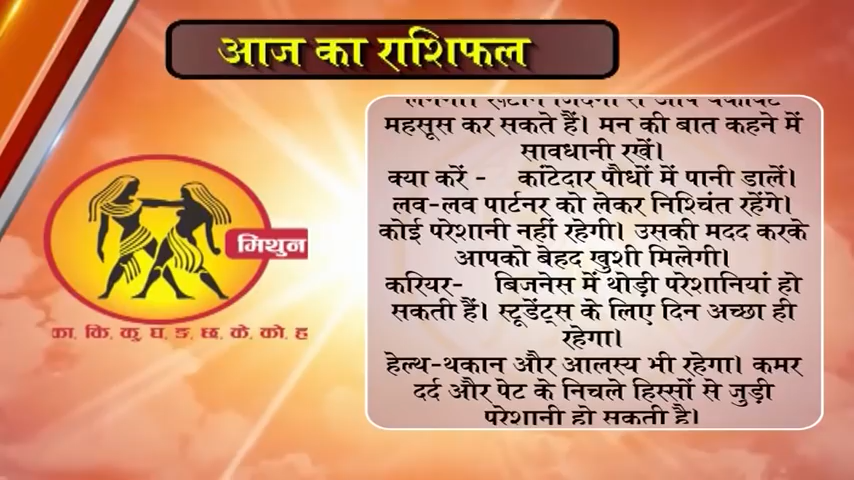 आज का राशिफल
महसूस कर सकते हैं। मन की बात कहने में
सावधानी रखें।
क्या करें - कांटेदार पौधों में पानी डालें।
लव-लव पार्टनर को लेकर निश्चिंत रहेंगे।
कोई परेशानी नहीं रहेगी। उसकी मदद करके
आपको बेहद खुशी मिलेगी।
करियर- बिजनेस में थोड़ी परेशानियां हो
सकती हैं। स्टूडेंट्स के लिए दिन अच्छा ही
रहेगा।
हेल्थ-थकान और आलस्य भी रहेगा। कमर
दर्द और पेट के निचले हिस्सों से जुड़ी
परेशानी हो सकती है।
मिथुन
का, कि, कु, घ, ङ, छ, के, को, ह